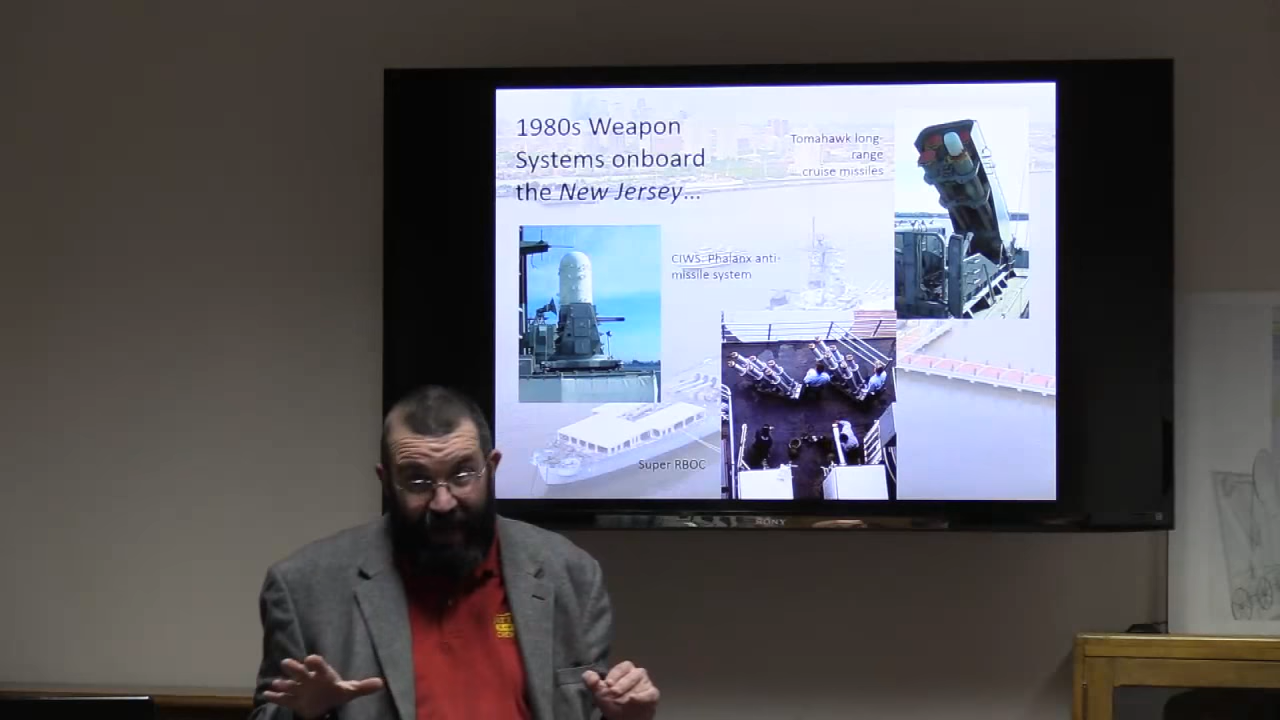 1980s Weapon
Systems onboard
the New Jersey...
Tomahawk long-
range
cruise missiles
CIWS: Phalanx anti-
missile system
Super RBOC
SONY